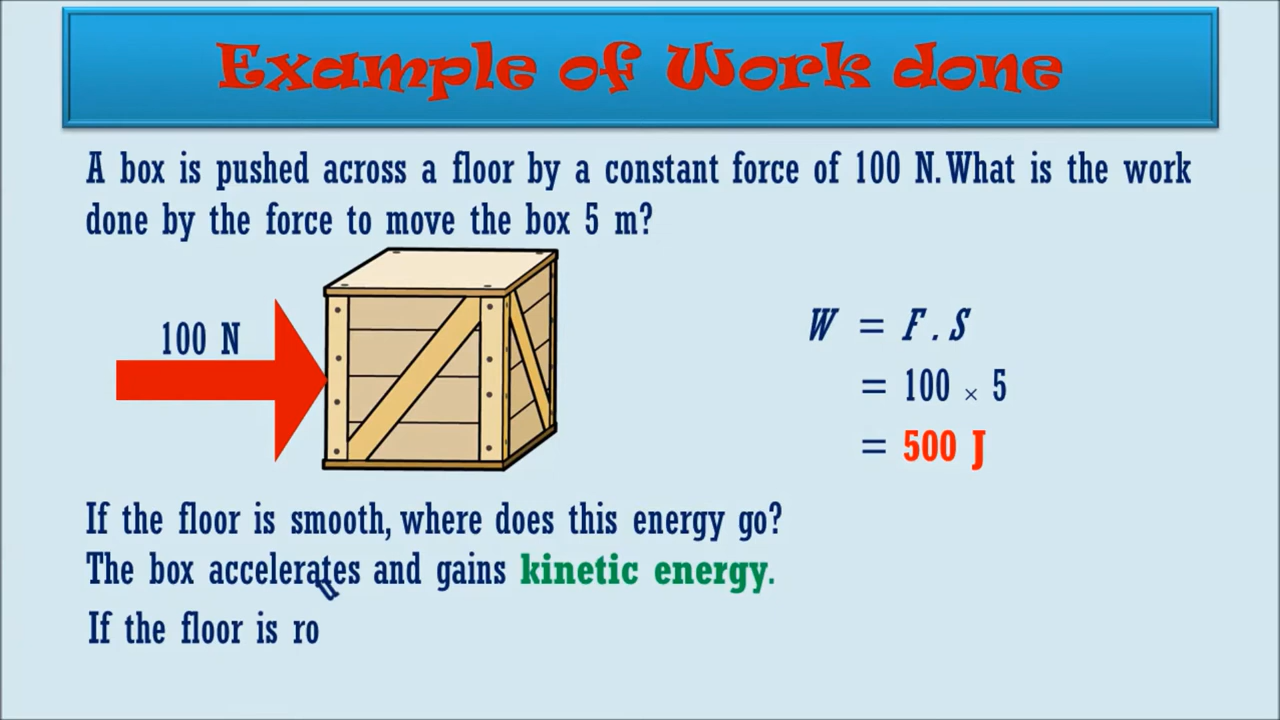 Example of Work done
A box is pushed across a floor by a constant force of 100 N. What is the work
done by the force to move the box 5 m?
100 N
W = F . S
= 100 × 5
= 500 J
If the floor is smooth, where does this energy go?
The box accelerates and gains kinetic energy.
If the floor is ro